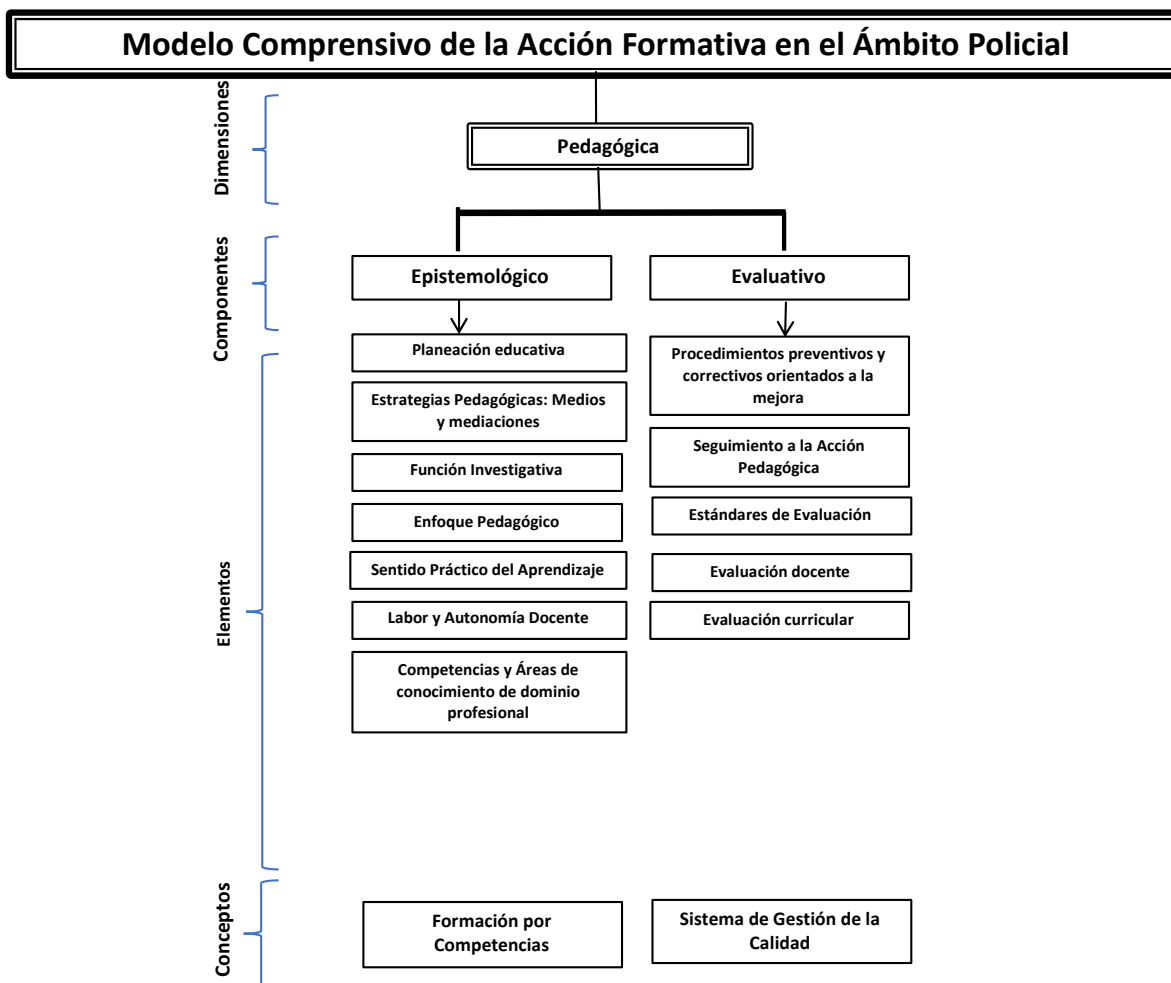 Modelo Comprensivo de la Acción Formativa en el Ámbito Policial
Dimensiones
Pedagógica
Componentes
Epistemológico
Evaluativo
Elementos
Planeación educativa
Estrategias Pedagógicas: Medios
y mediaciones
Función Investigativa
Enfoque Pedagógico
Sentido Práctico del Aprendizaje
Labor y Autonomía Docente
Competencias y Áreas de
conocimiento de dominio
profesional
Procedimientos preventivos y
correctivos orientados a la
mejora
Seguimiento a la Acción
Pedagógica
Estándares de Evaluación
Evaluación docente
Evaluación curricular
Conceptos
Formación por
Competencias
Sistema de Gestión de la
Calidad